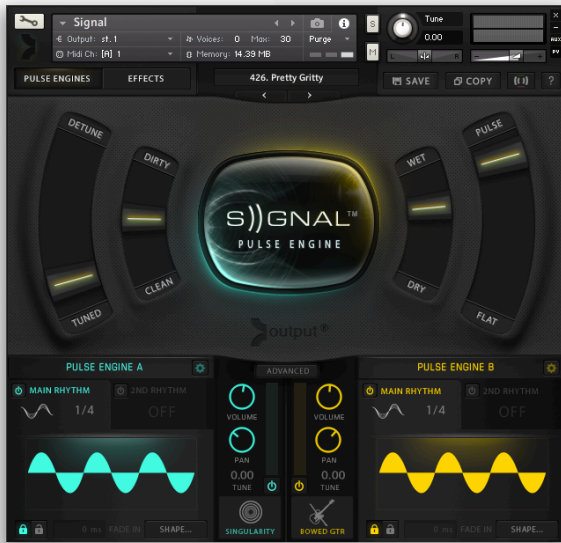 Signal
S
Tune
0.00
Output: st.1
Voices: 0 Max: 30 Purge
Midi Ch: [A] 1
Memory: 14.39 MB
M
L R
AUX
PV
PULSE ENGINES
EFFECTS
426. Pretty Gritty
SAVE
COPY
?
DETUNE
DIRTY
WET
PULSE
S))GNAL™
PULSE ENGINE
TUNED
CLEAN
DRY
FLAT
output®
PULSE ENGINE A
ADVANCED
PULSE ENGINE B
MAIN RHYTHM
2ND RHYTHM
1/4
OFF
MAIN RHYTHM
2ND RHYTHM
1/4
OFF
VOLUME
VOLUME
PAN
PAN
0.00
0.00
TUNE
TUNE
SINGULARITY
BOWED GTR
0 ms FADE IN SHAPE...
0 ms FADE IN SHAPE...